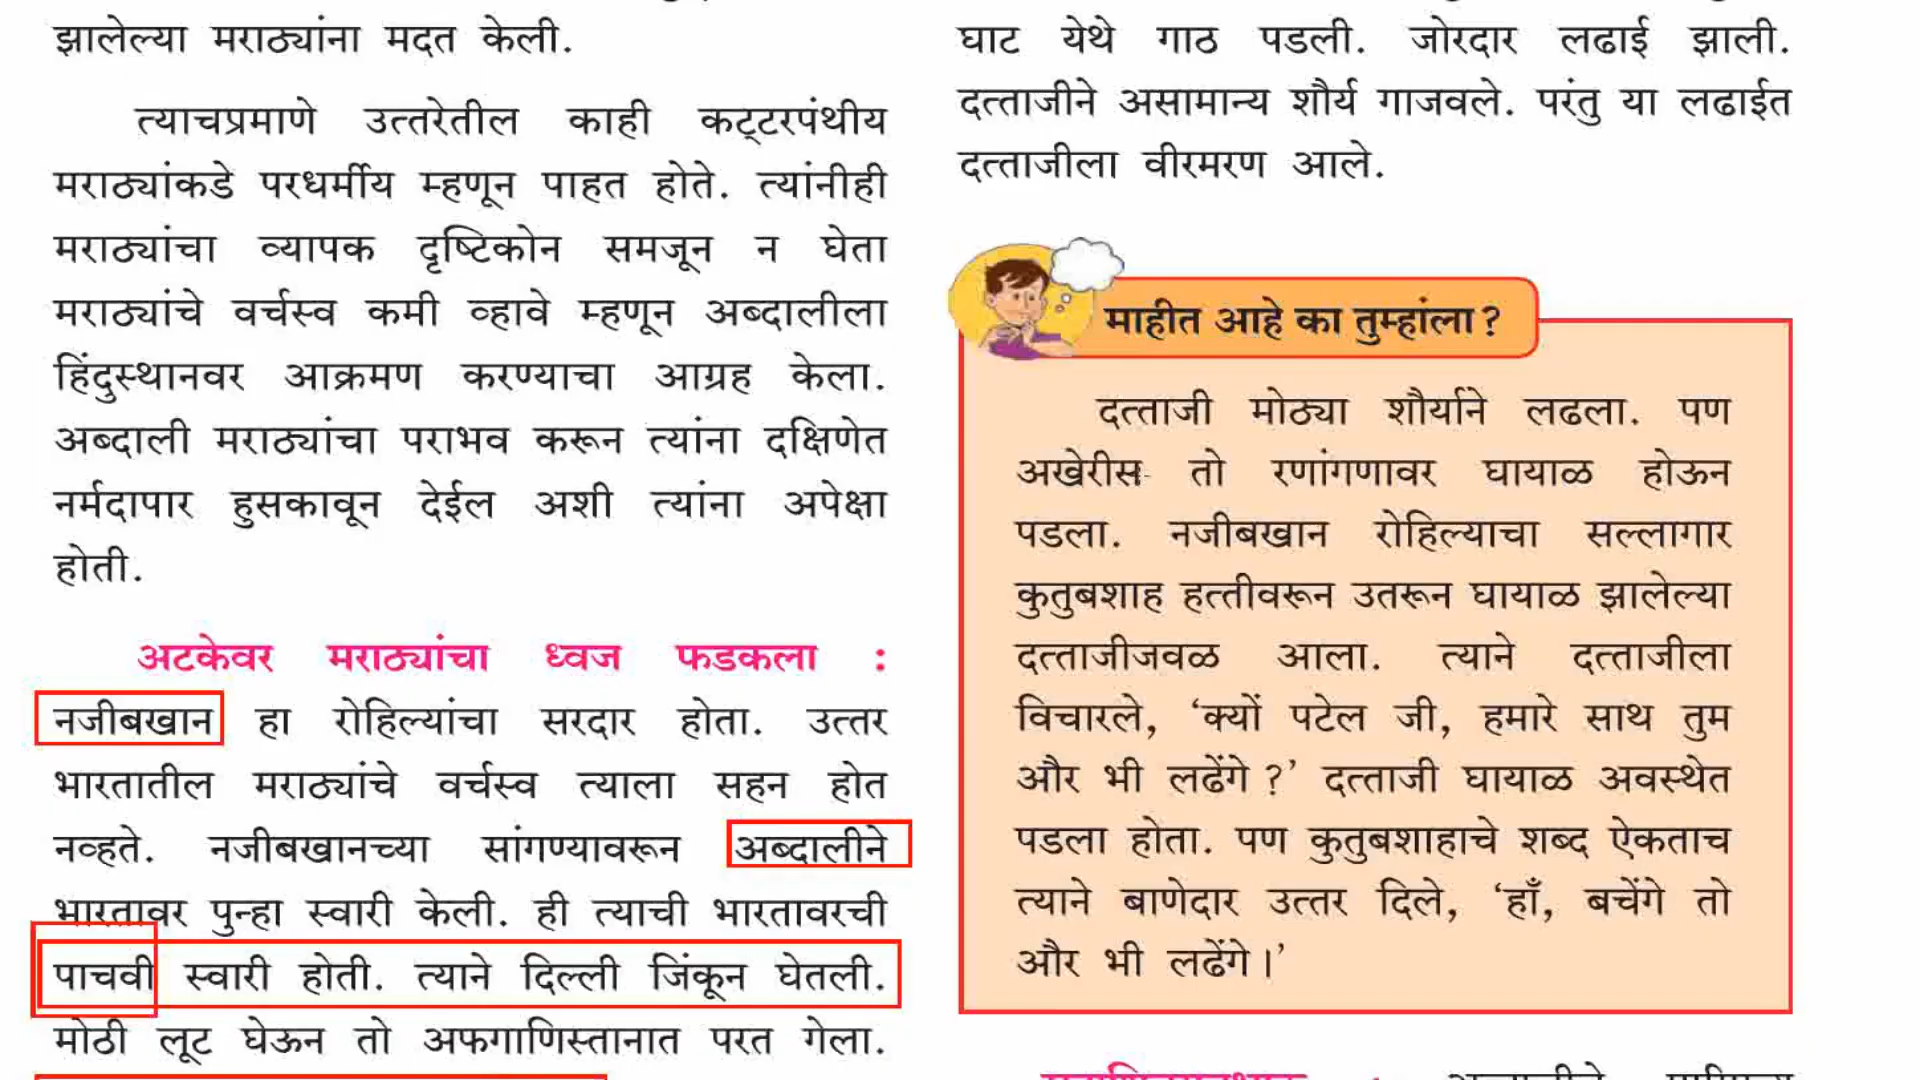 झालेल्या मराठ्यांना मदत केली.
त्याचप्रमाणे उत्तरेतील काही कट्टरपंथीय
मराठ्यांकडे परधर्मीय म्हणून पाहत होते. त्यांनीही
मराठ्यांचा व्यापक दृष्टिकोन समजून न घेता
मराठ्यांचे वर्चस्व कमी व्हावे म्हणून अब्दालीला
हिंदुस्थानवर आक्रमण करण्याचा आग्रह केला.
अब्दाली मराठ्यांचा पराभव करून त्यांना दक्षिणेत
नर्मदापार हुसकावून देईल अशी त्यांना अपेक्षा
होती.
अटकेवर मराठ्यांचा ध्वज फडकला :
नजीबखान हा रोहिल्यांचा सरदार होता. उत्तर
भारतातील मराठ्यांचे वर्चस्व त्याला सहन होत
नव्हते. नजीबखानच्या सांगण्यावरून अब्दालीने
भारतावर पुन्हा स्वारी केली. ही त्याची भारतावरची
पाचवी स्वारी होती. त्याने दिल्ली जिंकून घेतली.
मोठी लूट घेऊन तो अफगाणिस्तानात परत गेला.
घाट येथे गाठ पडली. जोरदार लढाई झाली.
दत्ताजीने असामान्य शौर्य गाजवले. परंतु या लढाईत
दत्ताजीला वीरमरण आले.
माहीत आहे का तुम्हांला ?
दत्ताजी मोठ्या शौर्याने लढला. पण
अखेरीस तो रणांगणावर घायाळ होऊन
पडला. नजीबखान रोहिल्याचा सल्लागार
कुतुबशाह हत्तीवरून उतरून घायाळ झालेल्या
दत्ताजीजवळ आला. त्याने दत्ताजीला
विचारले, ‘क्यों पटेल जी, हमारे साथ तुम
और भी लढेंगे ?’ दत्ताजी घायाळ अवस्थेत
पडला होता. पण कुतुबशाहाचे शब्द ऐकताच
त्याने बाणेदार उत्तर दिले, ‘हाँ, बचेंगे तो
और भी लढेंगे।’